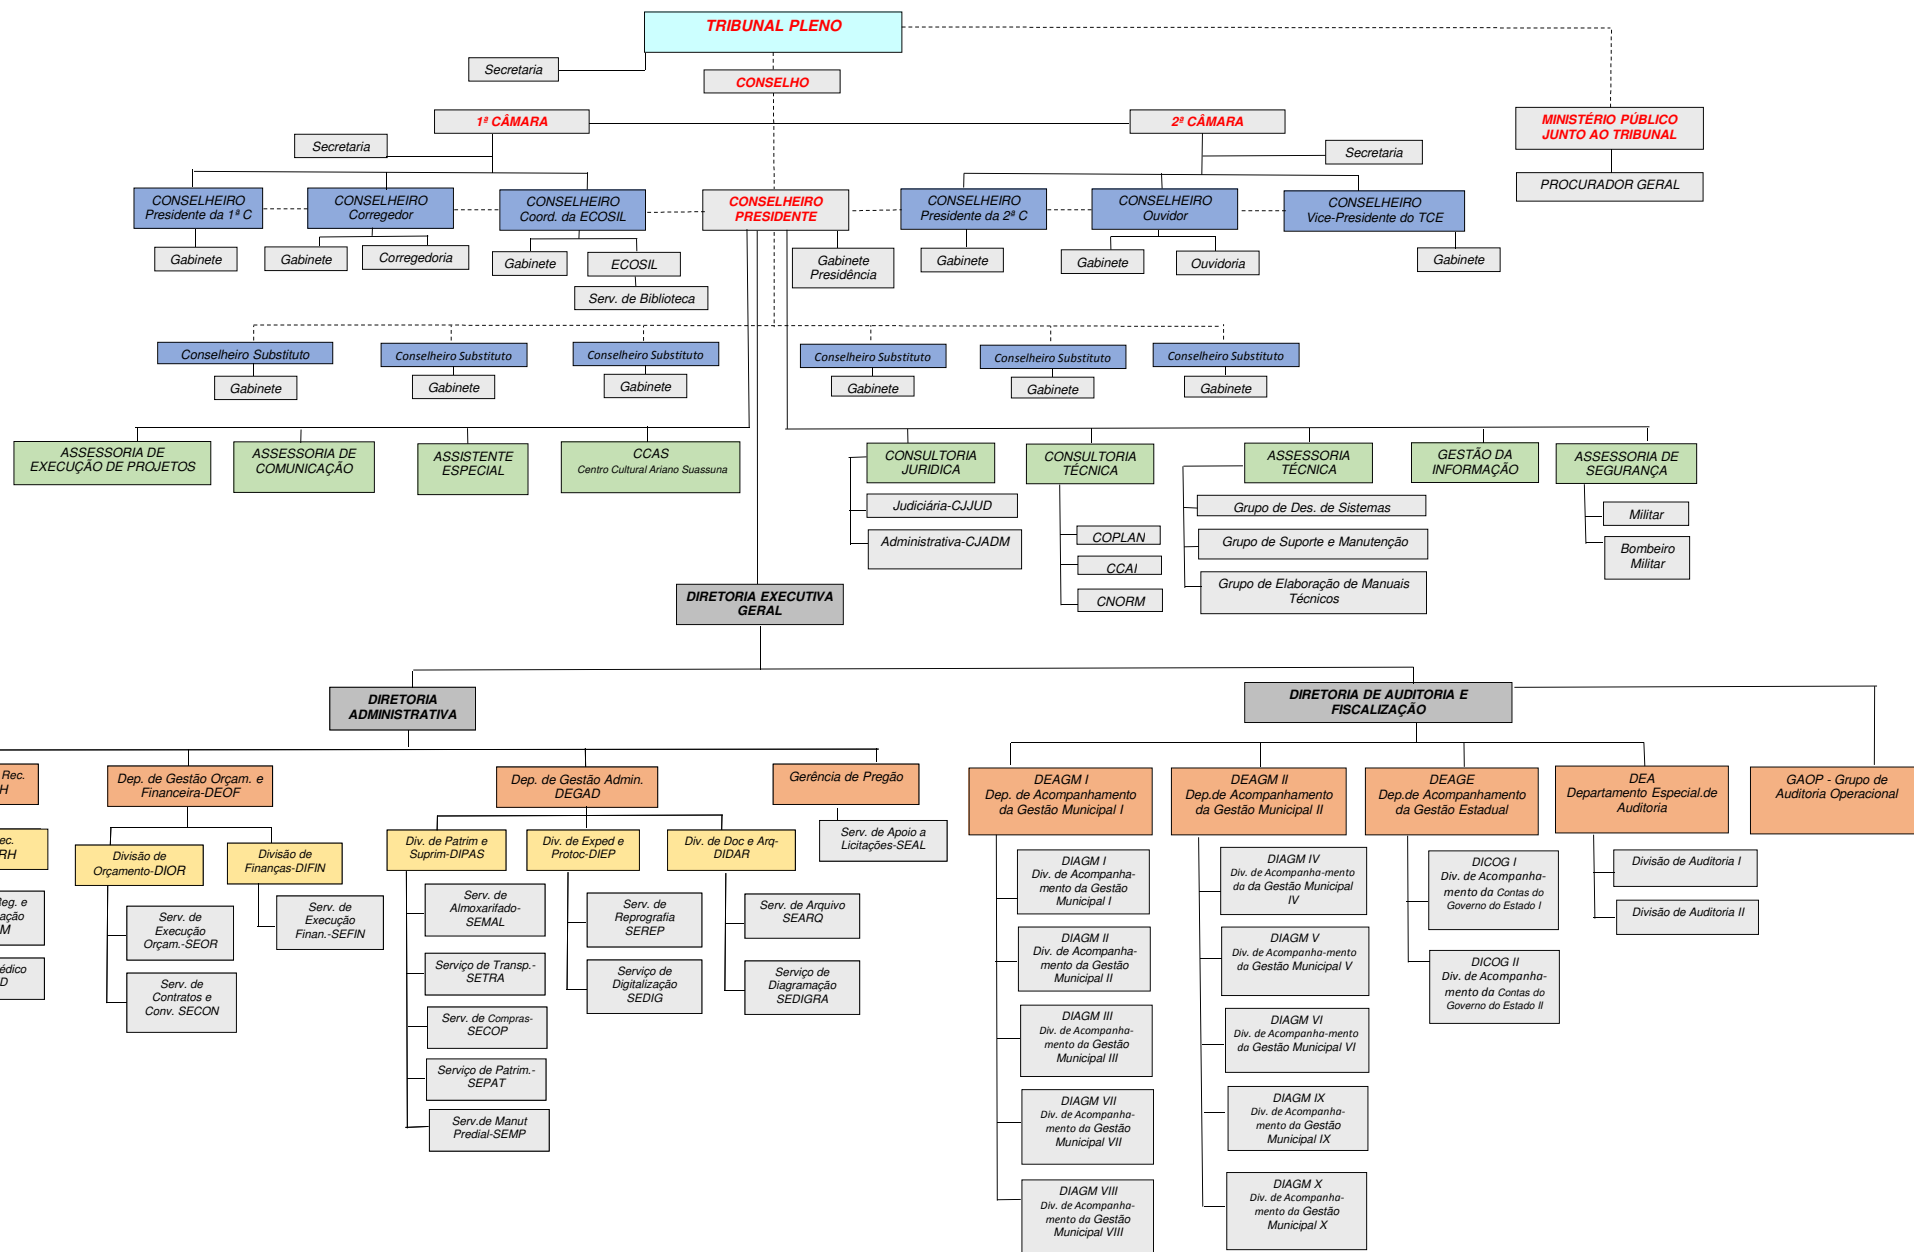 TRIBUNAL PLENO
Secretaria
CONSELHO
1ª CÂMARA
2ª CÂMARA
MINISTÉRIO PÚBLICO
JUNTO AO TRIBUNAL
Secretaria
Secretaria
PROCURADOR GERAL
CONSELHEIRO
Presidente da 1ª C
CONSELHEIRO
Corregedor
CONSELHEIRO
Coord. da ECOSIL
CONSELHEIRO
PRESIDENTE
CONSELHEIRO
Presidente da 2ª C
CONSELHEIRO
Ouvidor
CONSELHEIRO
Vice-Presidente do TCE
Gabinete
Gabinete
Corregedoria
Gabinete
ECOSIL
Serv. de Biblioteca
Gabinete
Presidência
Gabinete
Gabinete
Ouvidoria
Gabinete
Conselheiro Substituto
Conselheiro Substituto
Conselheiro Substituto
Conselheiro Substituto
Conselheiro Substituto
Conselheiro Substituto
Gabinete
Gabinete
Gabinete
Gabinete
Gabinete
Gabinete
ASSESSORIA DE
EXECUÇÃO DE PROJETOS
ASSESSORIA DE
COMUNICAÇÃO
ASSISTENTE
ESPECIAL
CCAS
Centro Cultural Ariano Suassuna
CONSULTORIA
JURIDICA
CONSULTORIA
TÉCNICA
ASSESSORIA
TÉCNICA
GESTÃO DA
INFORMAÇÃO
ASSESSORIA DE
SEGURANÇA
Judiciária-CJJUD
Administrativa-CJADM
COPLAN
CCAI
CNORM
Grupo de Des. de Sistemas
Grupo de Suporte e Manutenção
Grupo de Elaboração de Manuais
Técnicos
Militar
Bombeiro
Militar
DIRETORIA EXECUTIVA
GERAL
DIRETORIA
ADMINISTRATIVA
DIRETORIA DE AUDITORIA E
FISCALIZAÇÃO
Rec.
H
Dep. de Gestão Orçam. e
Financeira-DEOF
Dep. de Gestão Admin.
DEGAD
Gerência de Pregão
DEAGM I
Dep. de Acompanhamento
da Gestão Municipal I
DEAGM II
Dep.de Acompanhamento
da Gestão Municipal II
DEAGE
Dep.de Acompanhamento
da Gestão Estadual
DEA
Departamento Especial.de
Auditoria
GAOP - Grupo de
Auditoria Operacional
ec.
RH
Divisão de
Orçamento-DIOR
Divisão de
Finanças-DIFIN
Div. de Patrim e
Suprim-DIPAS
Div. de Exped e
Protoc-DIEP
Div. de Doc e Arq-
DIDAR
Serv. de Apoio a
Licitações-SEAL
eg. e
ação
M
édico
D
Serv. de
Execução
Orçam.-SEOR
Serv. de
Contratos e
Conv. SECON
Serv. de
Execução
Finan.-SEFIN
Serv. de
Almoxarifado-
SEMAL
Serviço de Transp.-
SETRA
Serv. de Compras-
SECOP
Serviço de Patrim.-
SEPAT
Serv.de Manut
Predial-SEMP
Serv. de
Reprografia
SEREP
Serviço de
Digitalização
SEDIG
Serv. de Arquivo
SEARQ
Serviço de
Diagramação
SEDIGRA
DIAGM I
Div. de Acompanha-
mento da Gestão
Municipal I
DIAGM II
Div. de Acompanha-
mento da Gestão
Municipal II
DIAGM III
Div. de Acompanha-
mento da Gestão
Municipal III
DIAGM VII
Div. de Acompanha-
mento da Gestão
Municipal VII
DIAGM VIII
Div. de Acompanha-
mento da Gestão
Municipal VIII
DIAGM IV
Div. de Acompanha-mento
da da Gestão Municipal
IV
DIAGM V
Div. de Acompanha-mento
da Gestão Municipal V
DIAGM VI
Div. de Acompanha-mento
da Gestão Municipal VI
DIAGM IX
Div. de Acompanha-
mento da Gestão
Municipal IX
DIAGM X
Div. de Acompanha-
mento da Gestão
Municipal X
DICOG I
Div. de Acompanha-
mento da Contas do
Governo do Estado I
DICOG II
Div. de Acompanha-
mento da Contas do
Governo do Estado II
Divisão de Auditoria I
Divisão de Auditoria II